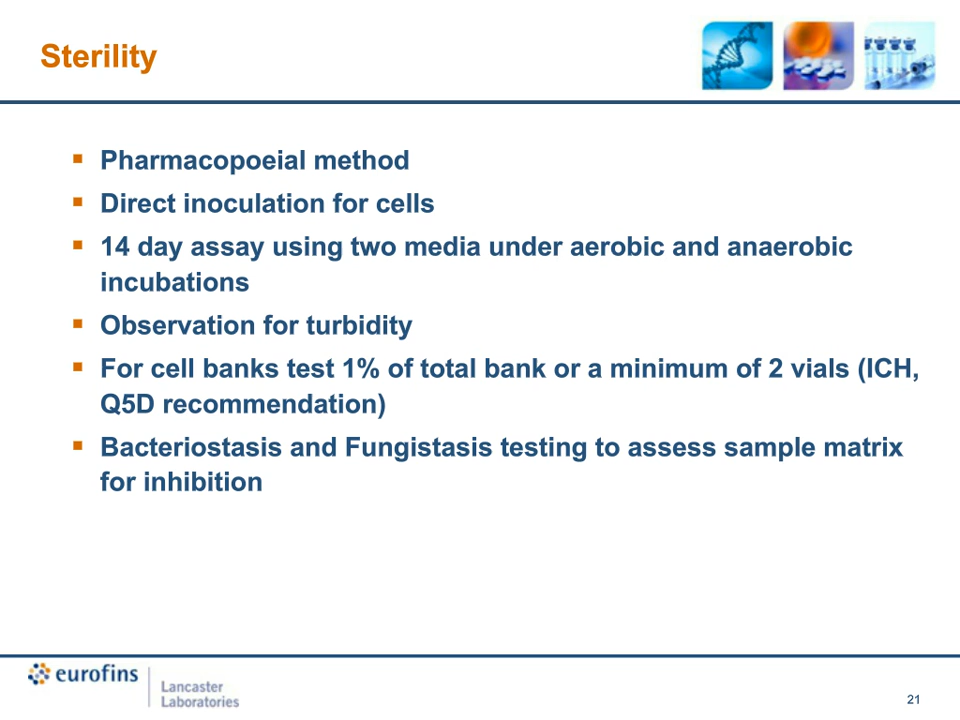 Sterility
Pharmacopoeial method
Direct inoculation for cells
14 day assay using two media under aerobic and anaerobic
incubations
Observation for turbidity
For cell banks test 1% of total bank or a minimum of 2 vials (ICH,
Q5D recommendation)
Bacteriostasis and Fungistasis testing to assess sample matrix
for inhibition
eurofins
Lancaster
Laboratories
21